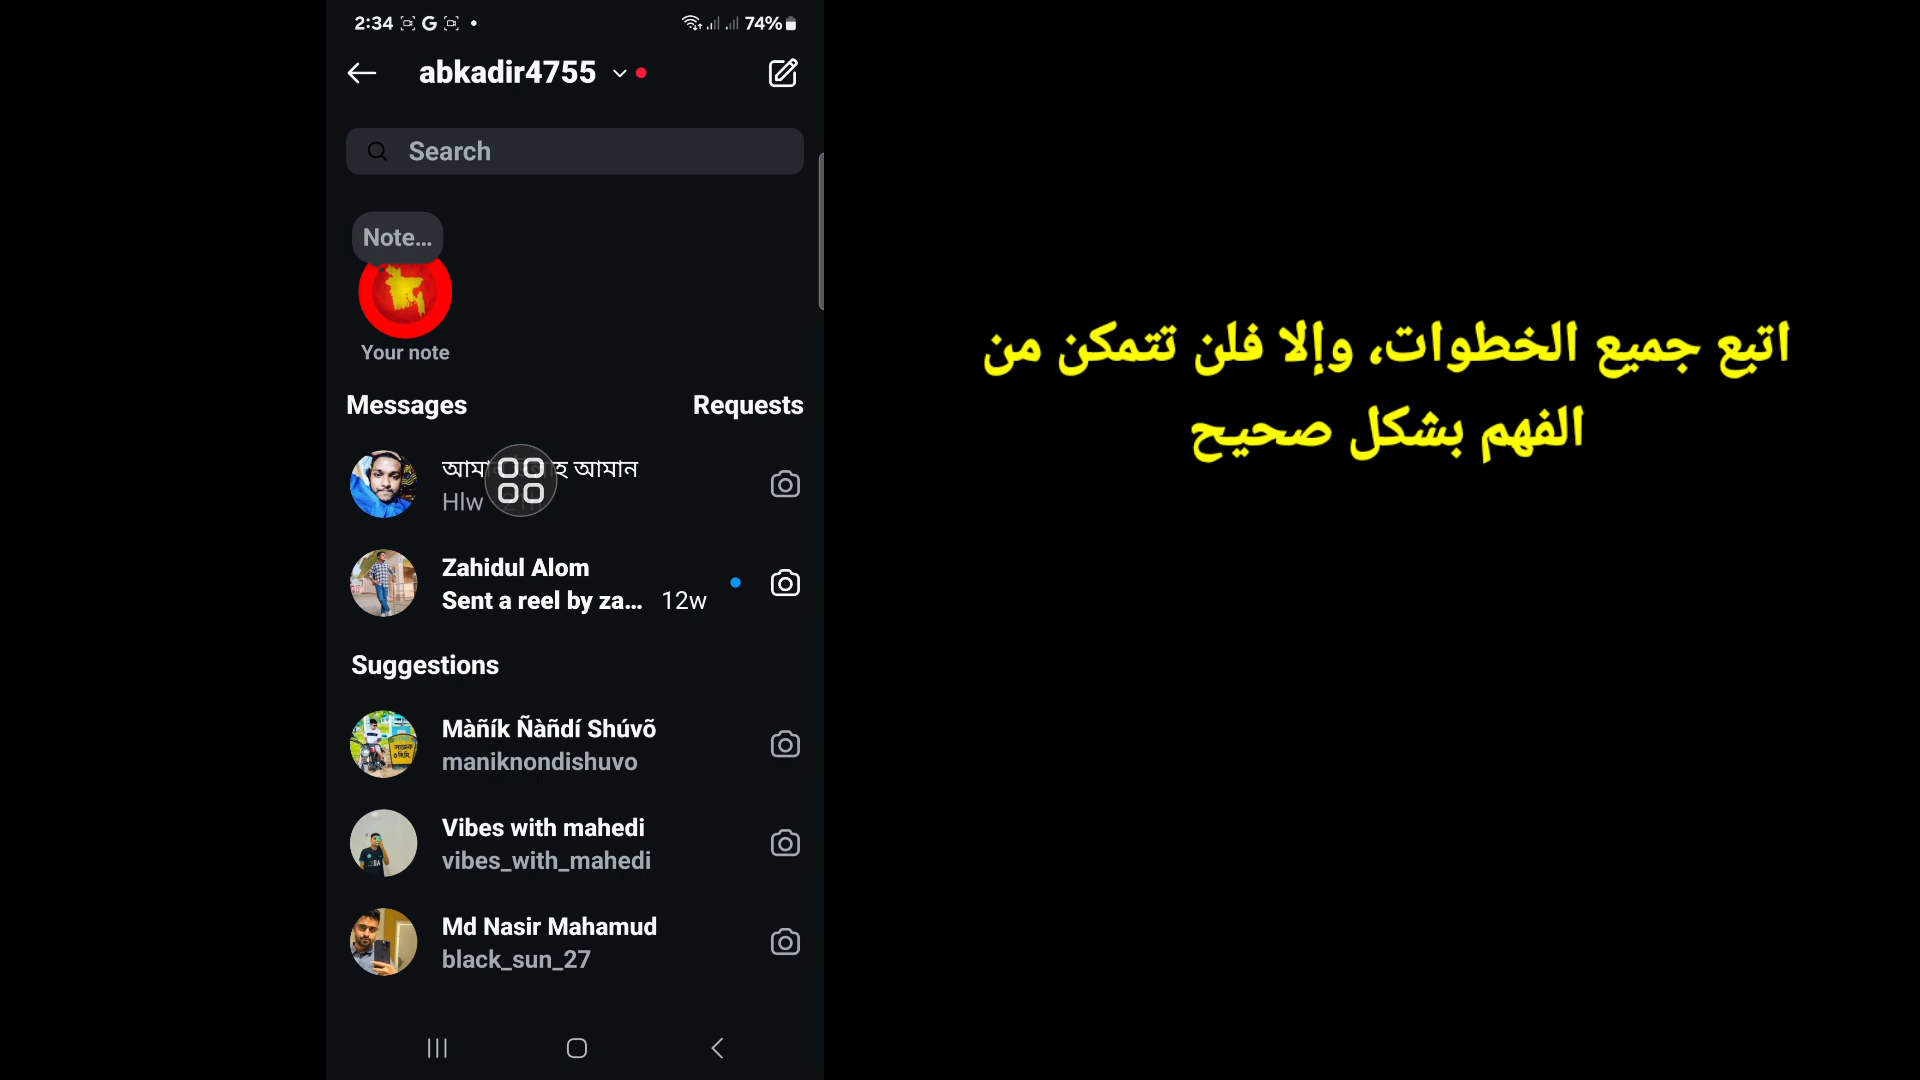 2:34 G
74%
abkadir4755
Search
Note...
Your note
Messages Requests
আমান
Hlw
Zahidul Alom
Sent a reel by za... 12w
Suggestions
Màñík Ñàñdí Shúvõ
maniknondishuvo
Vibes with mahedi
vibes_with_mahedi
Md Nasir Mahamud
black_sun_27
اتبع جميع الخطوات، وإلا فلن تتمكن من
الفهم بشكل صحيح